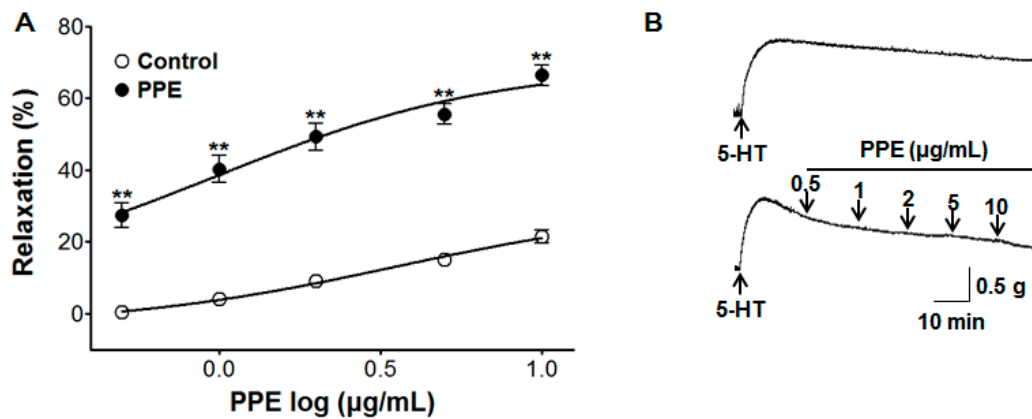 A
80
60
40
20
0
Relaxation (%)
Control
PPE
**
**
**
**
**
0.0
0.5
1.0
PPE log (µg/mL)
B
5-HT
PPE (µg/mL)
0.5 1 2 5 10
5-HT
0.5 g
10 min